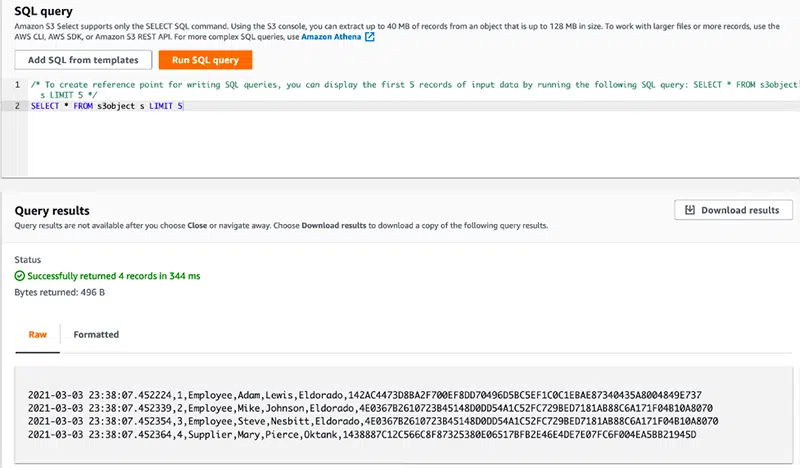 SQL query
Amazon S3 Select supports only the SELECT SQL command. Using the S3 console, you can extract up to 40 MB of records from an object that is up to 128 MB in size. To work with larger files or more records, use the
AWS CLI, AWS SDK, or Amazon S3 REST API. For more complex SQL queries, use Amazon Athena
Add SQL from templates
Run SQL query
1 /* To create reference point for writing SQL queries, you can display the first 5 records of input data by running the following SQL query: SELECT * FROM s3object
s LIMIT 5 */
2 SELECT * FROM s3object s LIMIT 5
Query results
Download results
Query results are not available after you choose Close or navigate away. Choose Download results to download a copy of the following query results.
Status
Successfully returned 4 records in 344 ms
Bytes returned: 496 B
Raw
Formatted
2021-03-03 23:38:07.452224,1,Employee,Adam,Lewis,Eldorado,142AC4473D8BA2F700EF8DD70496D5BC5EF1C0C1EBAE87340435A8004849E737
2021-03-03 23:38:07.452339,2,Employee,Mike,Johnson,Eldorado,4E0367B2610723B45148D0DD54A1C52FC729BED7181AB88C6A171F04B10A8070
2021-03-03 23:38:07.452354,3,Employee,Steve,Nesbitt,Eldorado,4E0367B2610723B45148D0DD54A1C52FC729BED7181AB88C6A171F04B10A8070
2021-03-03 23:38:07.452364,4,Supplier,Mary,Pierce,Oktank,1438887C12C566C8F87325380E06517BFB2E46E4DE7E07FC6F004EA5BB21945D